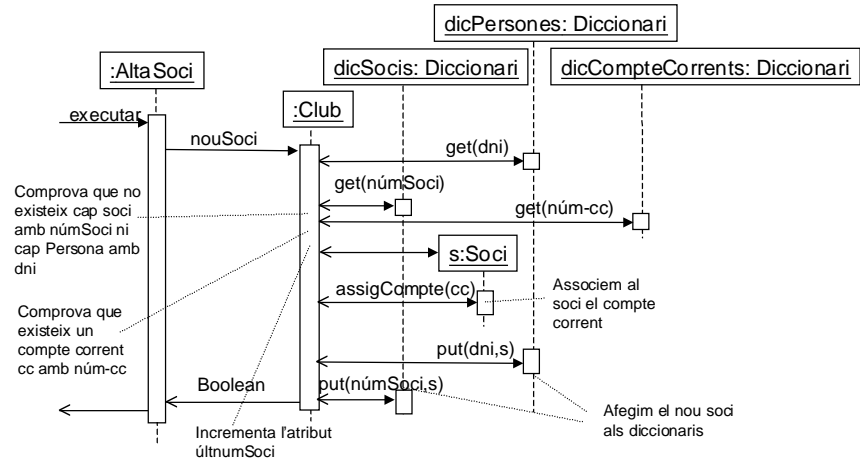 dicPersones: Diccionari
:AltaSoci
dicSocis: Diccionari
dicCompteCorrents: Diccionari
:Club
executar
nouSoci
get(dni)
get(númSoci)
get(núm-cc)
Comprova que no
existeix cap soci
amb númSoci ni
cap Persona amb
dni
s:Soci
assigCompte(cc)
Associem al
soci el compte
corrent
Comprova que
existeix un
compte corrent
cc amb núm-cc
put(dni,s)
Boolean
put(númSoci,s)
Incrementa l'atribut
últnumSoci
Afegim el nou soci
als diccionaris